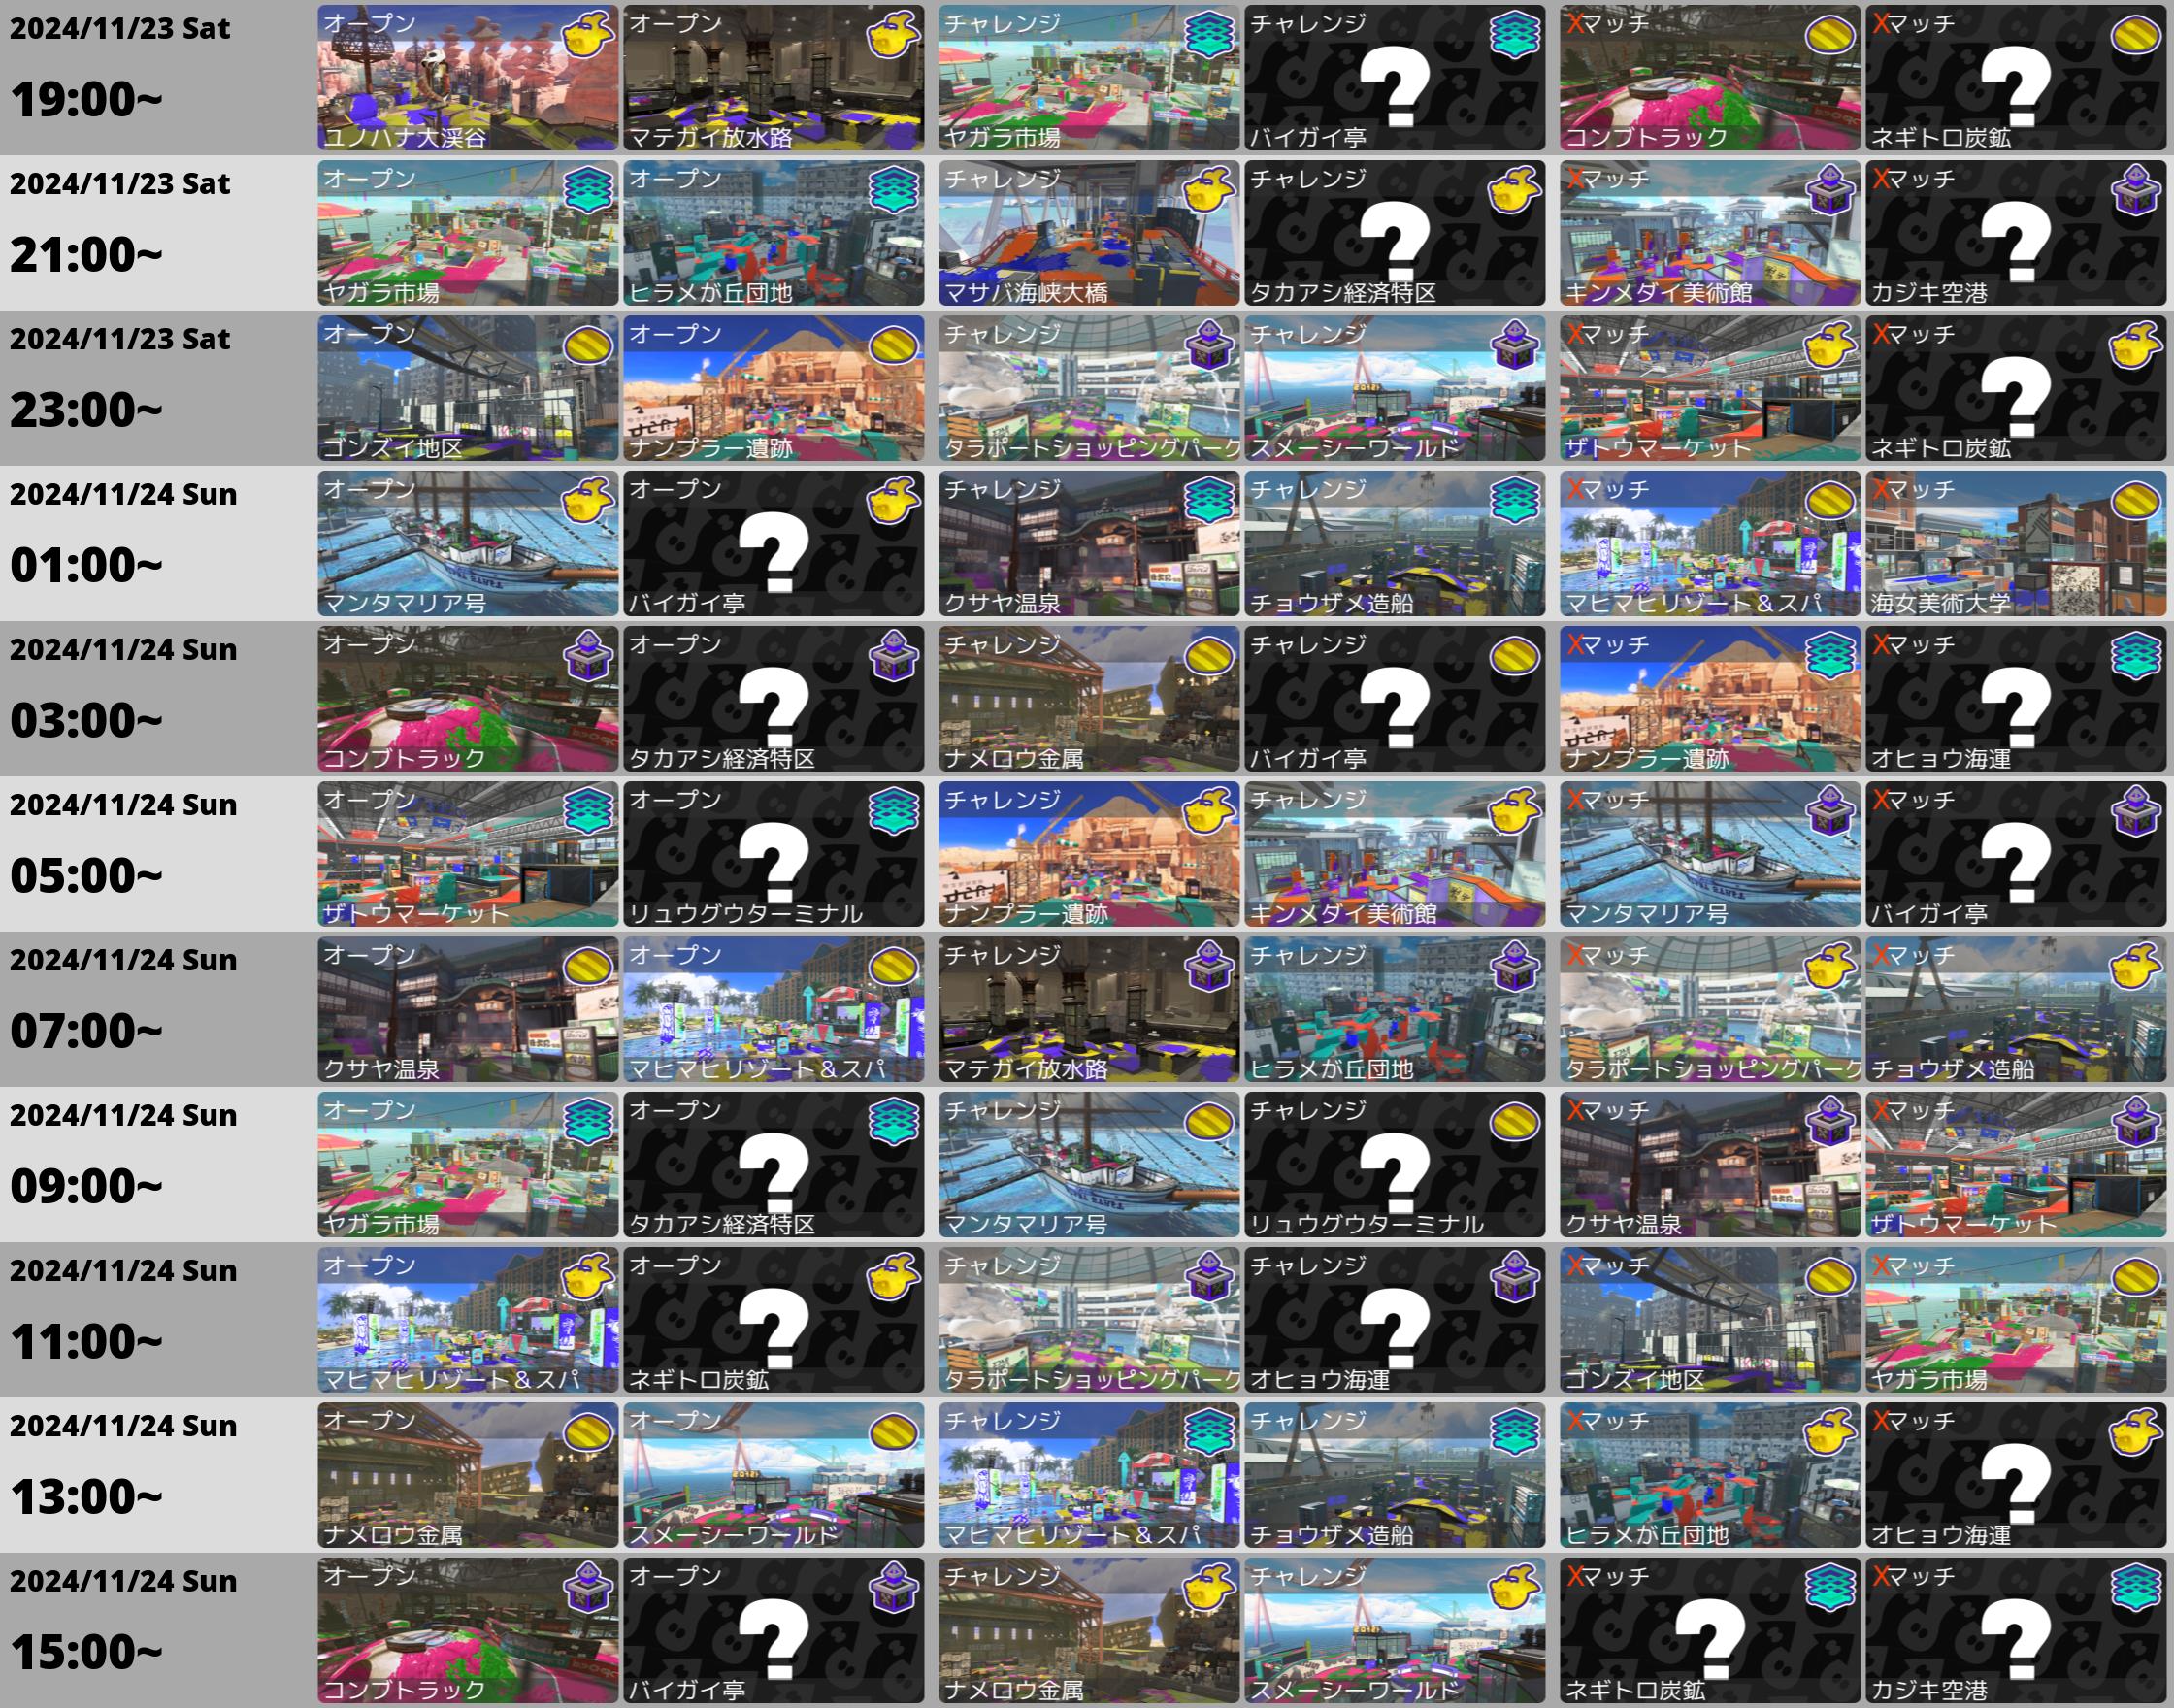 2024/11/23 Sat
19:00~
オープン オープン チャレンジ チャレンジ Xマッチ Xマッチ
ユノハナ大渓谷 マテガイ放水路 ヤガラ市場 バイガイ亭 コンブトラック ネギトロ炭鉱
2024/11/23 Sat
21:00~
オープン オープン チャレンジ チャレンジ Xマッチ Xマッチ
ヤガラ市場 ヒラメが丘団地 マサバ海峡大橋 タカアシ経済特区 キンメダイ美術館 カジキ空港
2024/11/23 Sat
23:00~
オープン オープン チャレンジ チャレンジ Xマッチ Xマッチ
ゴンズイ地区 ナンプラー遺跡 タラポートショッピングパーク スメーシーワールド ザトウマーケット ネギトロ炭鉱
2024/11/24 Sun
01:00~
オープン オープン チャレンジ チャレンジ Xマッチ Xマッチ
マンタマリア号 バイガイ亭 クサヤ温泉 チョウザメ造船 マヒマヒリゾート＆スパ 海女美術大学
2024/11/24 Sun
03:00~
オープン オープン チャレンジ チャレンジ Xマッチ Xマッチ
コンブトラック タカアシ経済特区 ナメロウ金属 バイガイ亭 ナンプラー遺跡 オヒョウ海運
2024/11/24 Sun
05:00~
オープン オープン チャレンジ チャレンジ Xマッチ Xマッチ
ザトウマーケット リュウグウターミナル ナンプラー遺跡 キンメダイ美術館 マンタマリア号 バイガイ亭
2024/11/24 Sun
07:00~
オープン オープン チャレンジ チャレンジ Xマッチ Xマッチ
クサヤ温泉 マヒマヒリゾート＆スパ マテガイ放水路 ヒラメが丘団地 タラポートショッピングパーク チョウザメ造船
2024/11/24 Sun
09:00~
オープン オープン チャレンジ チャレンジ Xマッチ Xマッチ
ヤガラ市場 タカアシ経済特区 マンタマリア号 リュウグウターミナル クサヤ温泉 ザトウマーケット
2024/11/24 Sun
11:00~
オープン オープン チャレンジ チャレンジ Xマッチ Xマッチ
マヒマヒリゾート＆スパ ネギトロ炭鉱 タラポートショッピングパーク オヒョウ海運 ゴンズイ地区 ヤガラ市場
2024/11/24 Sun
13:00~
オープン オープン チャレンジ チャレンジ Xマッチ Xマッチ
ナメロウ金属 スメーシーワールド マヒマヒリゾート＆スパ チョウザメ造船 ヒラメが丘団地 オヒョウ海運
2024/11/24 Sun
15:00~
オープン オープン チャレンジ チャレンジ Xマッチ Xマッチ
コンブトラック バイガイ亭 ナメロウ金属 スメーシーワールド ネギトロ炭鉱 カジキ空港